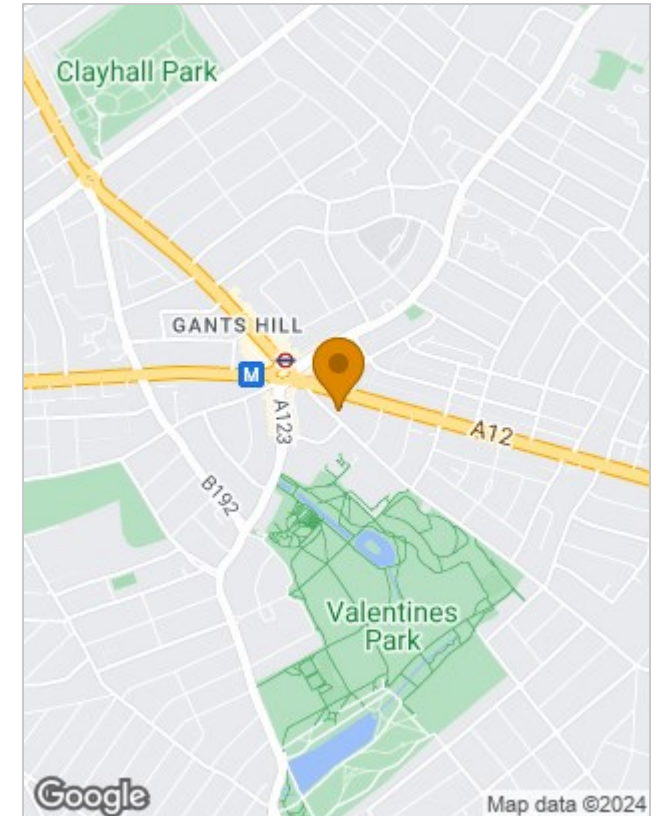 Clayhall Park
GANTS HILL
M
A12
A123
B192
Valentines
Park
Google
Map data ©2024